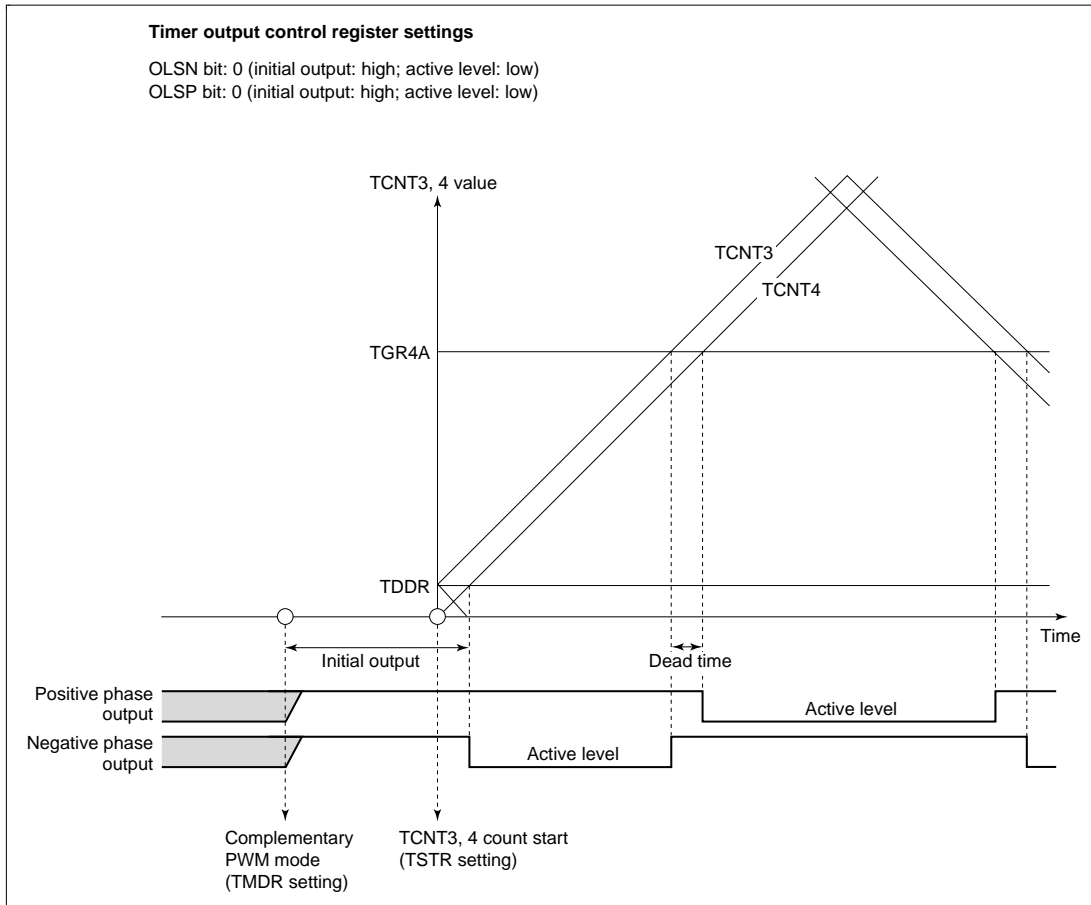 Timer output control register settings
OLSN bit: 0 (initial output: high; active level: low)
OLSP bit: 0 (initial output: high; active level: low)
TCNT3, 4 value
TCNT3
TCNT4
TGR4A
TDDR
Time
Initial output
Dead time
Positive phase
output
Active level
Negative phase
output
Active level
Complementary
PWM mode
(TMDR setting)
TCNT3, 4 count start
(TSTR setting)